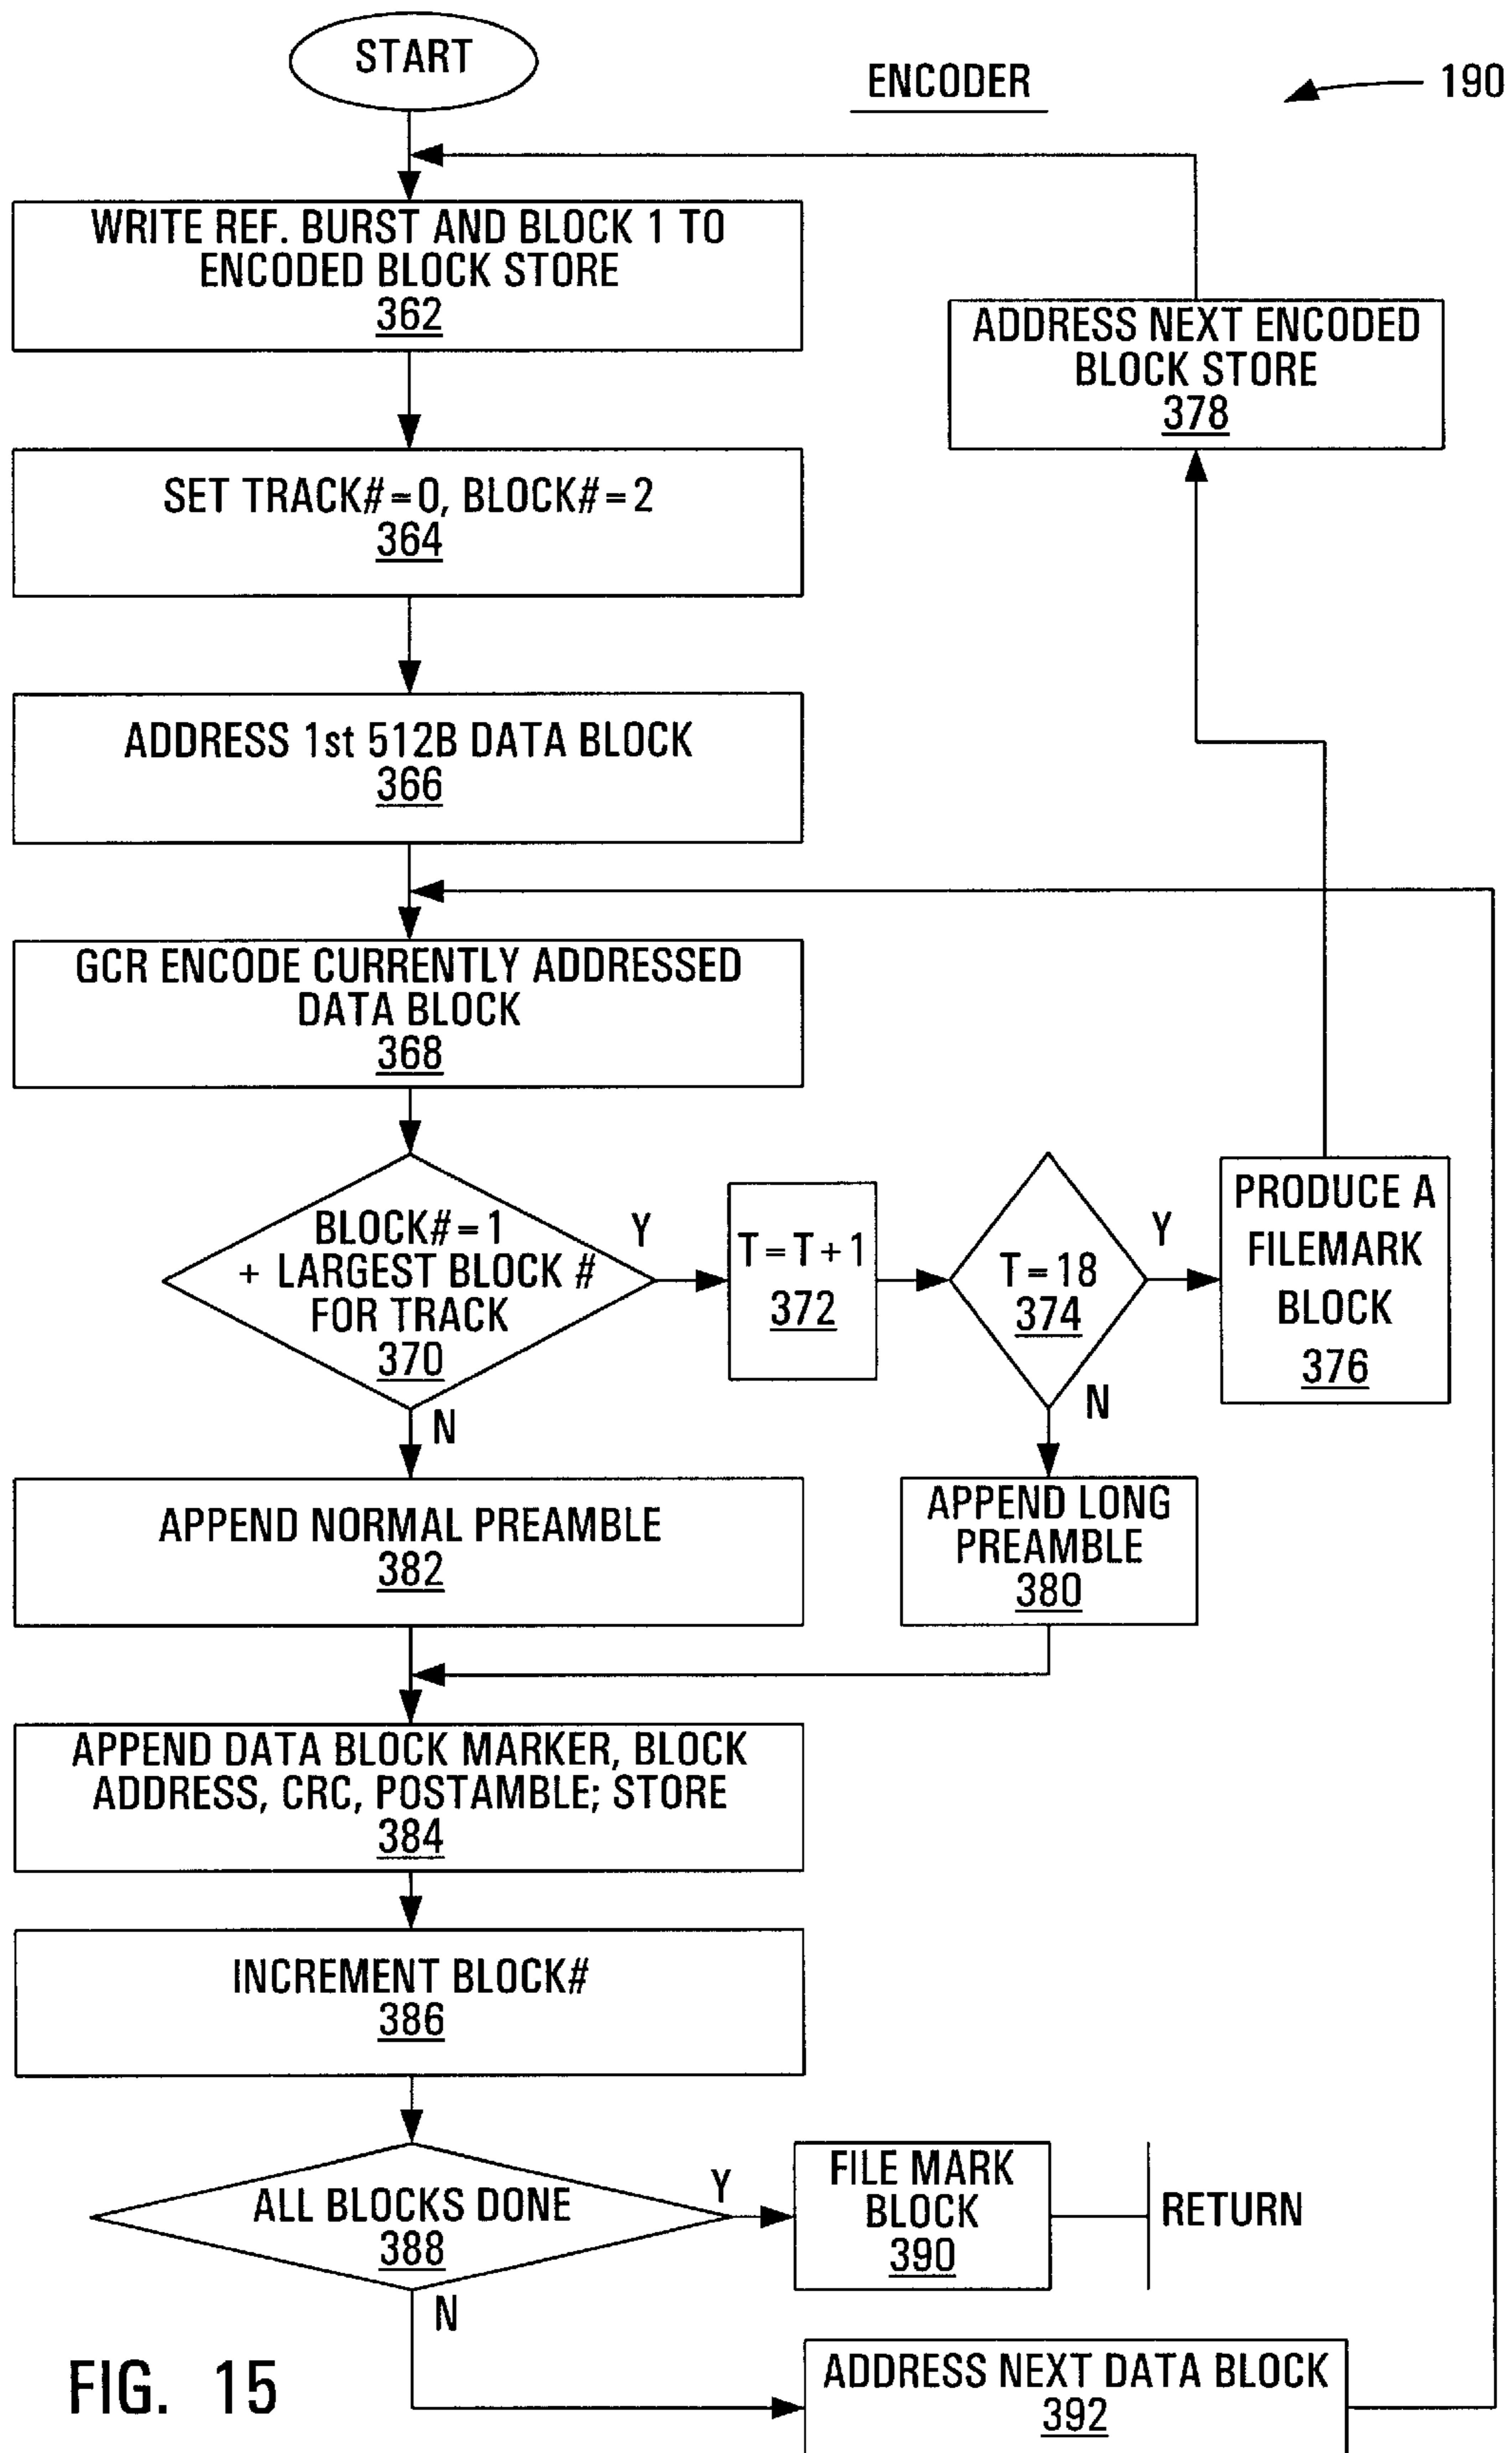 START
ENCODER
190
WRITE REF. BURST AND BLOCK 1 TO
ENCODED BLOCK STORE
362
ADDRESS NEXT ENCODED
BLOCK STORE
378
SET TRACK#=0, BLOCK#=2
364
ADDRESS 1st 512B DATA BLOCK
366
GCR ENCODE CURRENTLY ADDRESSED
DATA BLOCK
368
BLOCK#=1
+ LARGEST BLOCK #
FOR TRACK
370
Y
N
T=T+1
372
T=18
374
Y
N
PRODUCE A
FILEMARK
BLOCK
376
APPEND NORMAL PREAMBLE
382
APPEND LONG
PREAMBLE
380
APPEND DATA BLOCK MARKER, BLOCK
ADDRESS, CRC, POSTAMBLE; STORE
384
INCREMENT BLOCK#
386
ALL BLOCKS DONE
388
Y
N
FILE MARK
BLOCK
390
RETURN
ADDRESS NEXT DATA BLOCK
392
FIG. 15